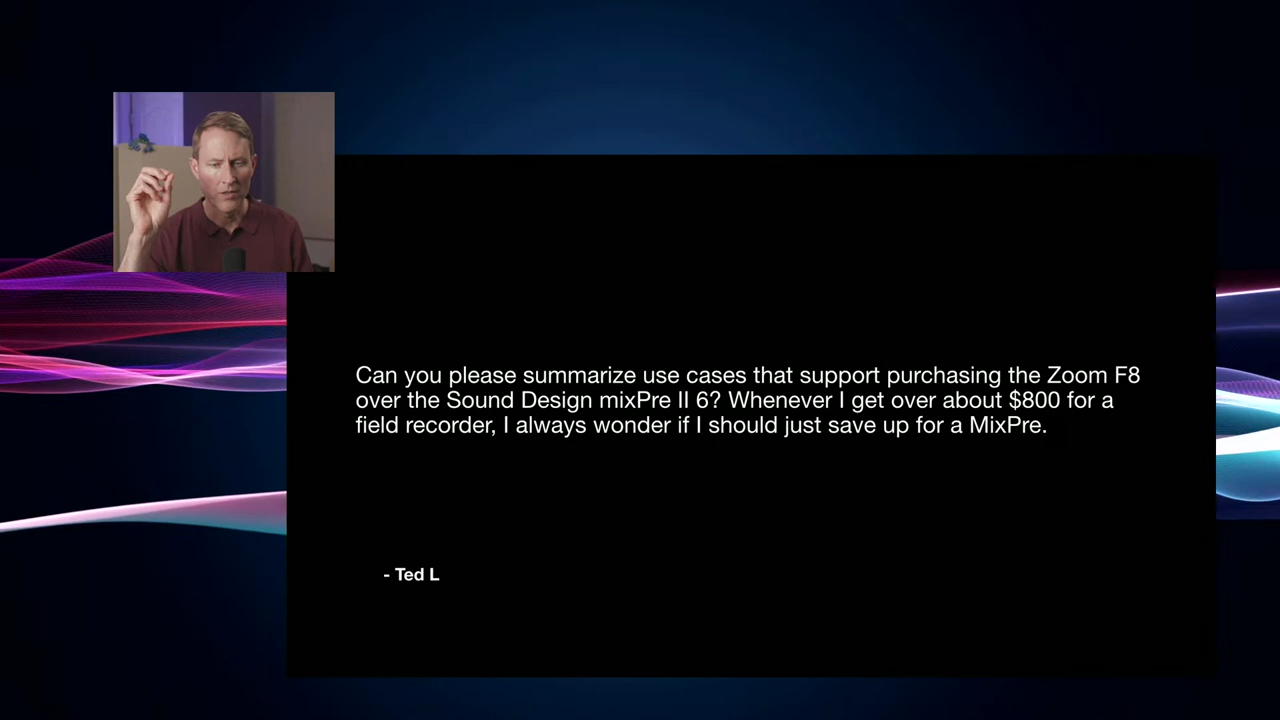 Can you please summarize use cases that support purchasing the Zoom F8
over the Sound Design mixPre II 6? Whenever I get over about $800 for a
field recorder, I always wonder if I should just save up for a MixPre.
- Ted L